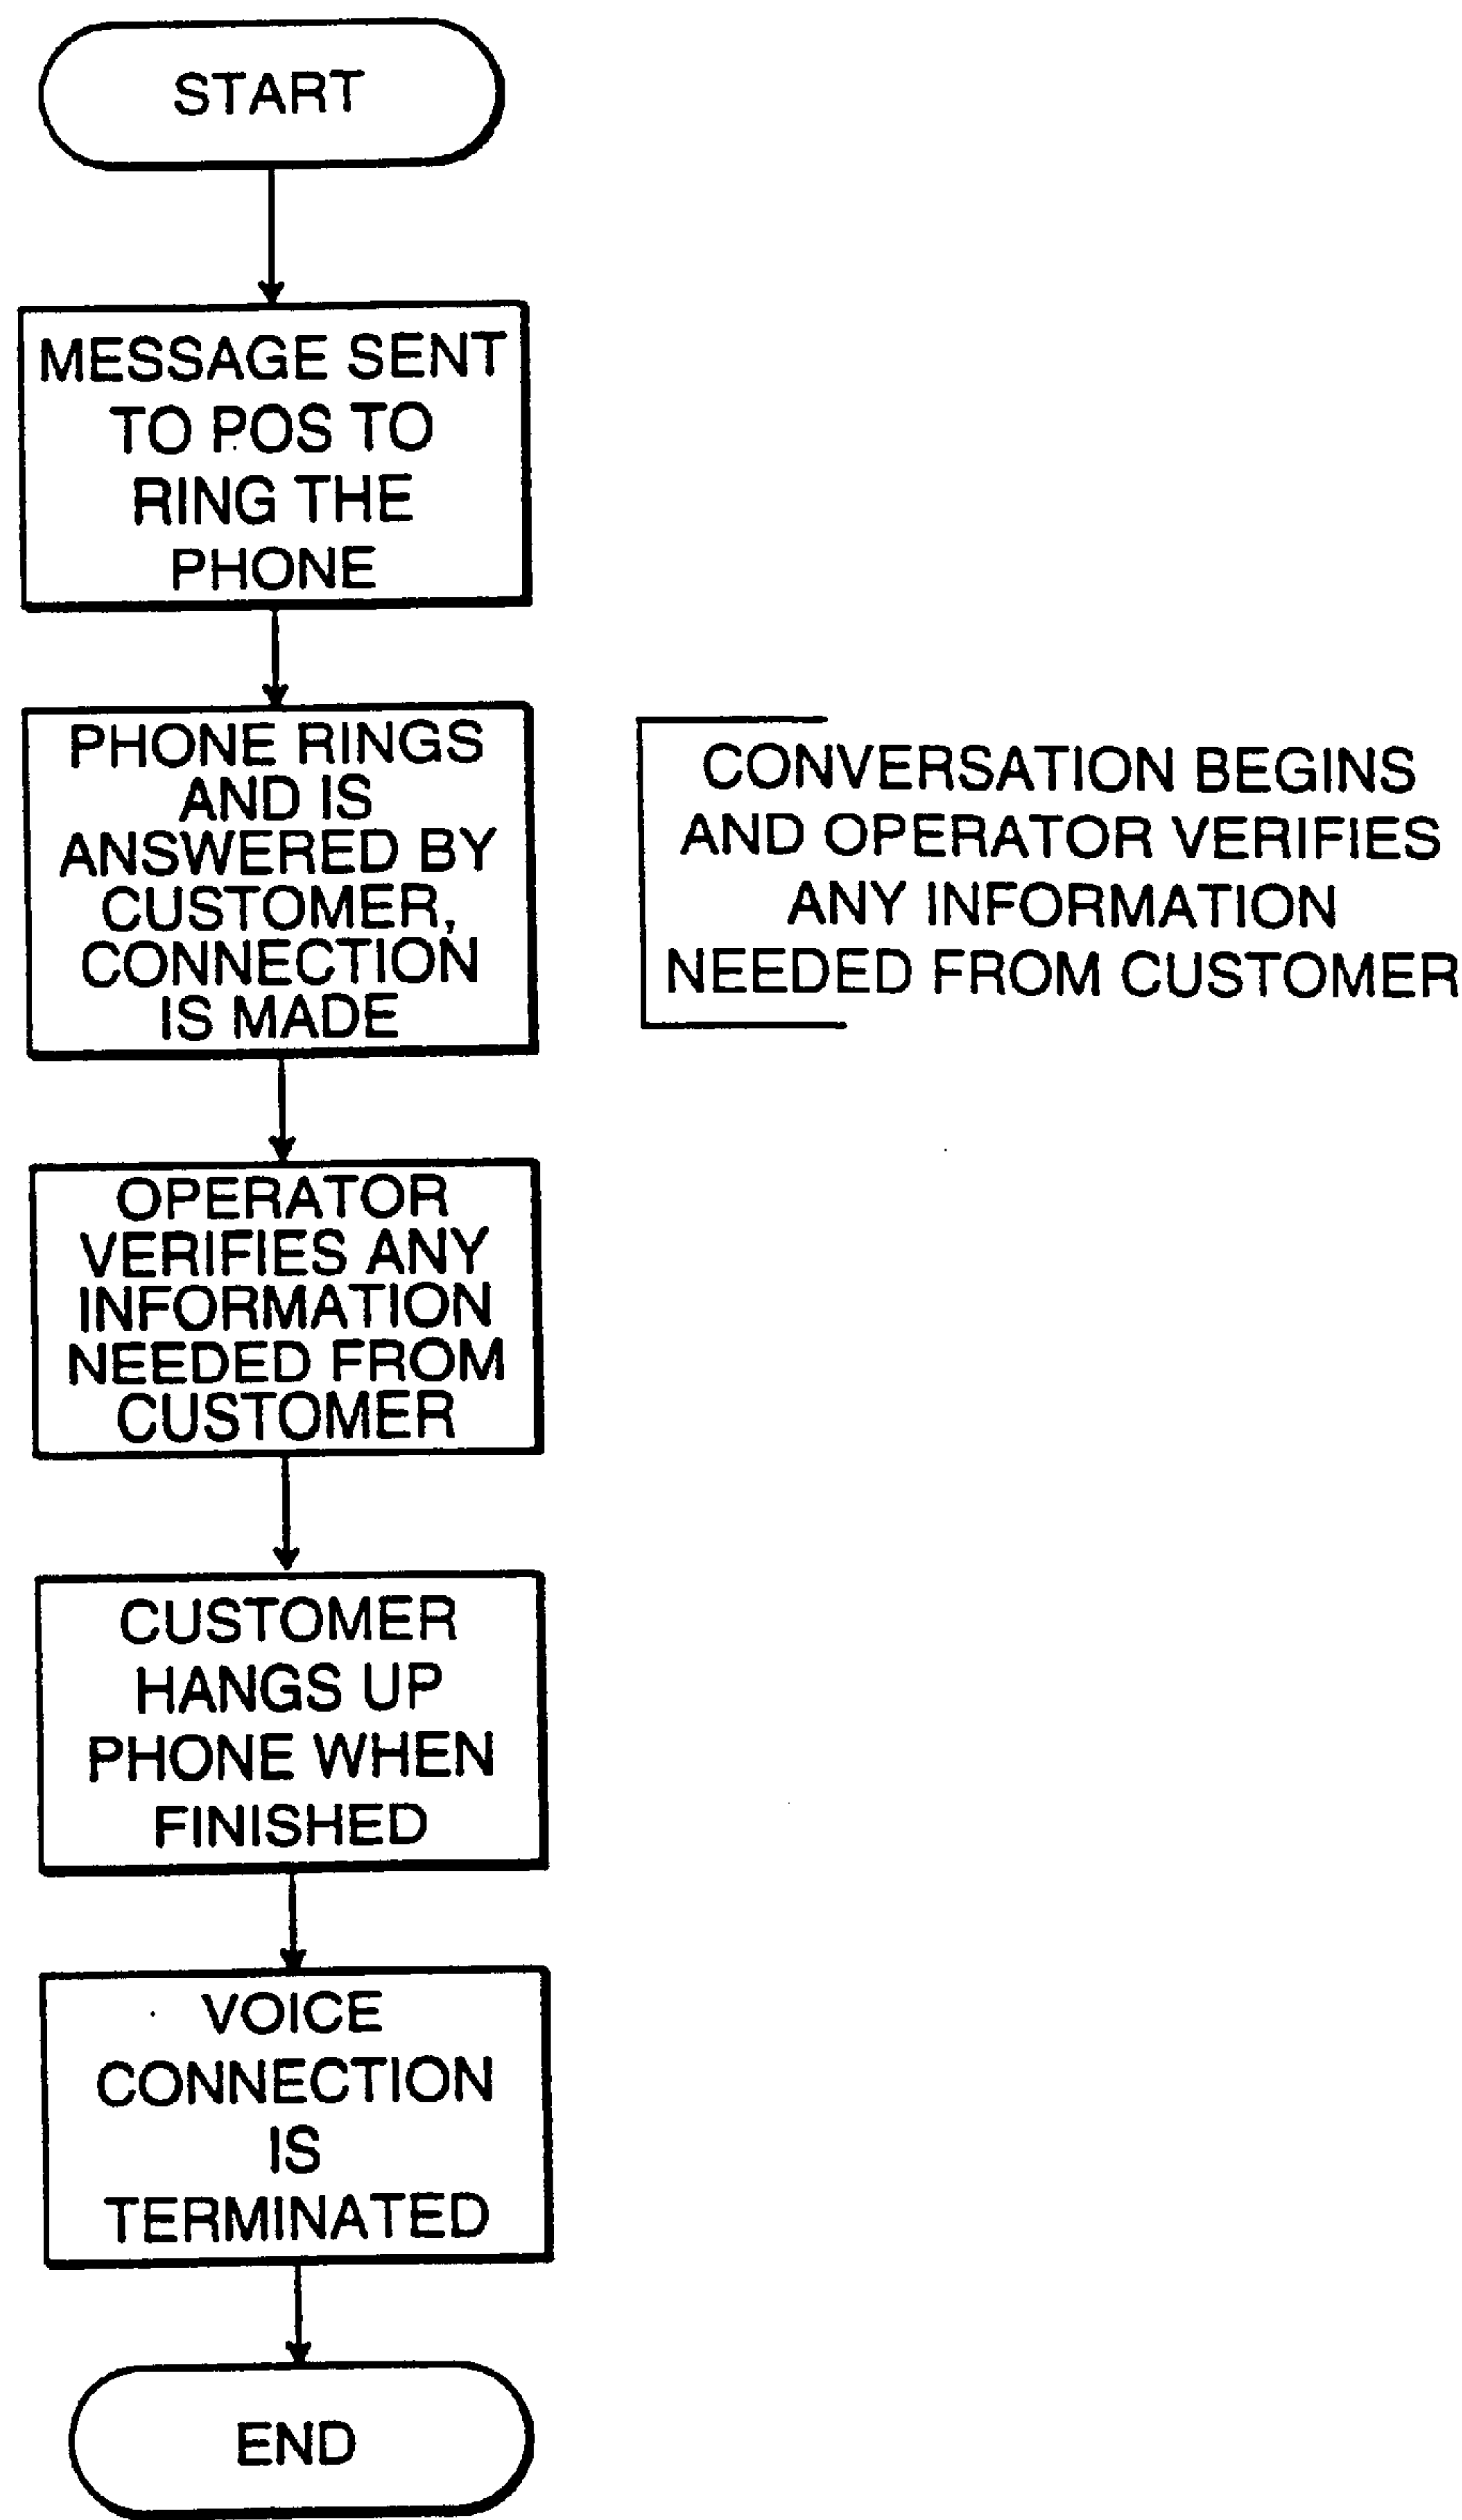 START
MESSAGE SENT
TO POS TO
RING THE
PHONE
PHONE RINGS
AND IS
ANSWERED BY
CUSTOMER,
CONNECTION
IS MADE
CONVERSATION BEGINS
AND OPERATOR VERIFIES
ANY INFORMATION
NEEDED FROM CUSTOMER
OPERATOR
VERIFIES ANY
INFORMATION
NEEDED FROM
CUSTOMER
CUSTOMER
HANGS UP
PHONE WHEN
FINISHED
VOICE
CONNECTION
IS
TERMINATED
END